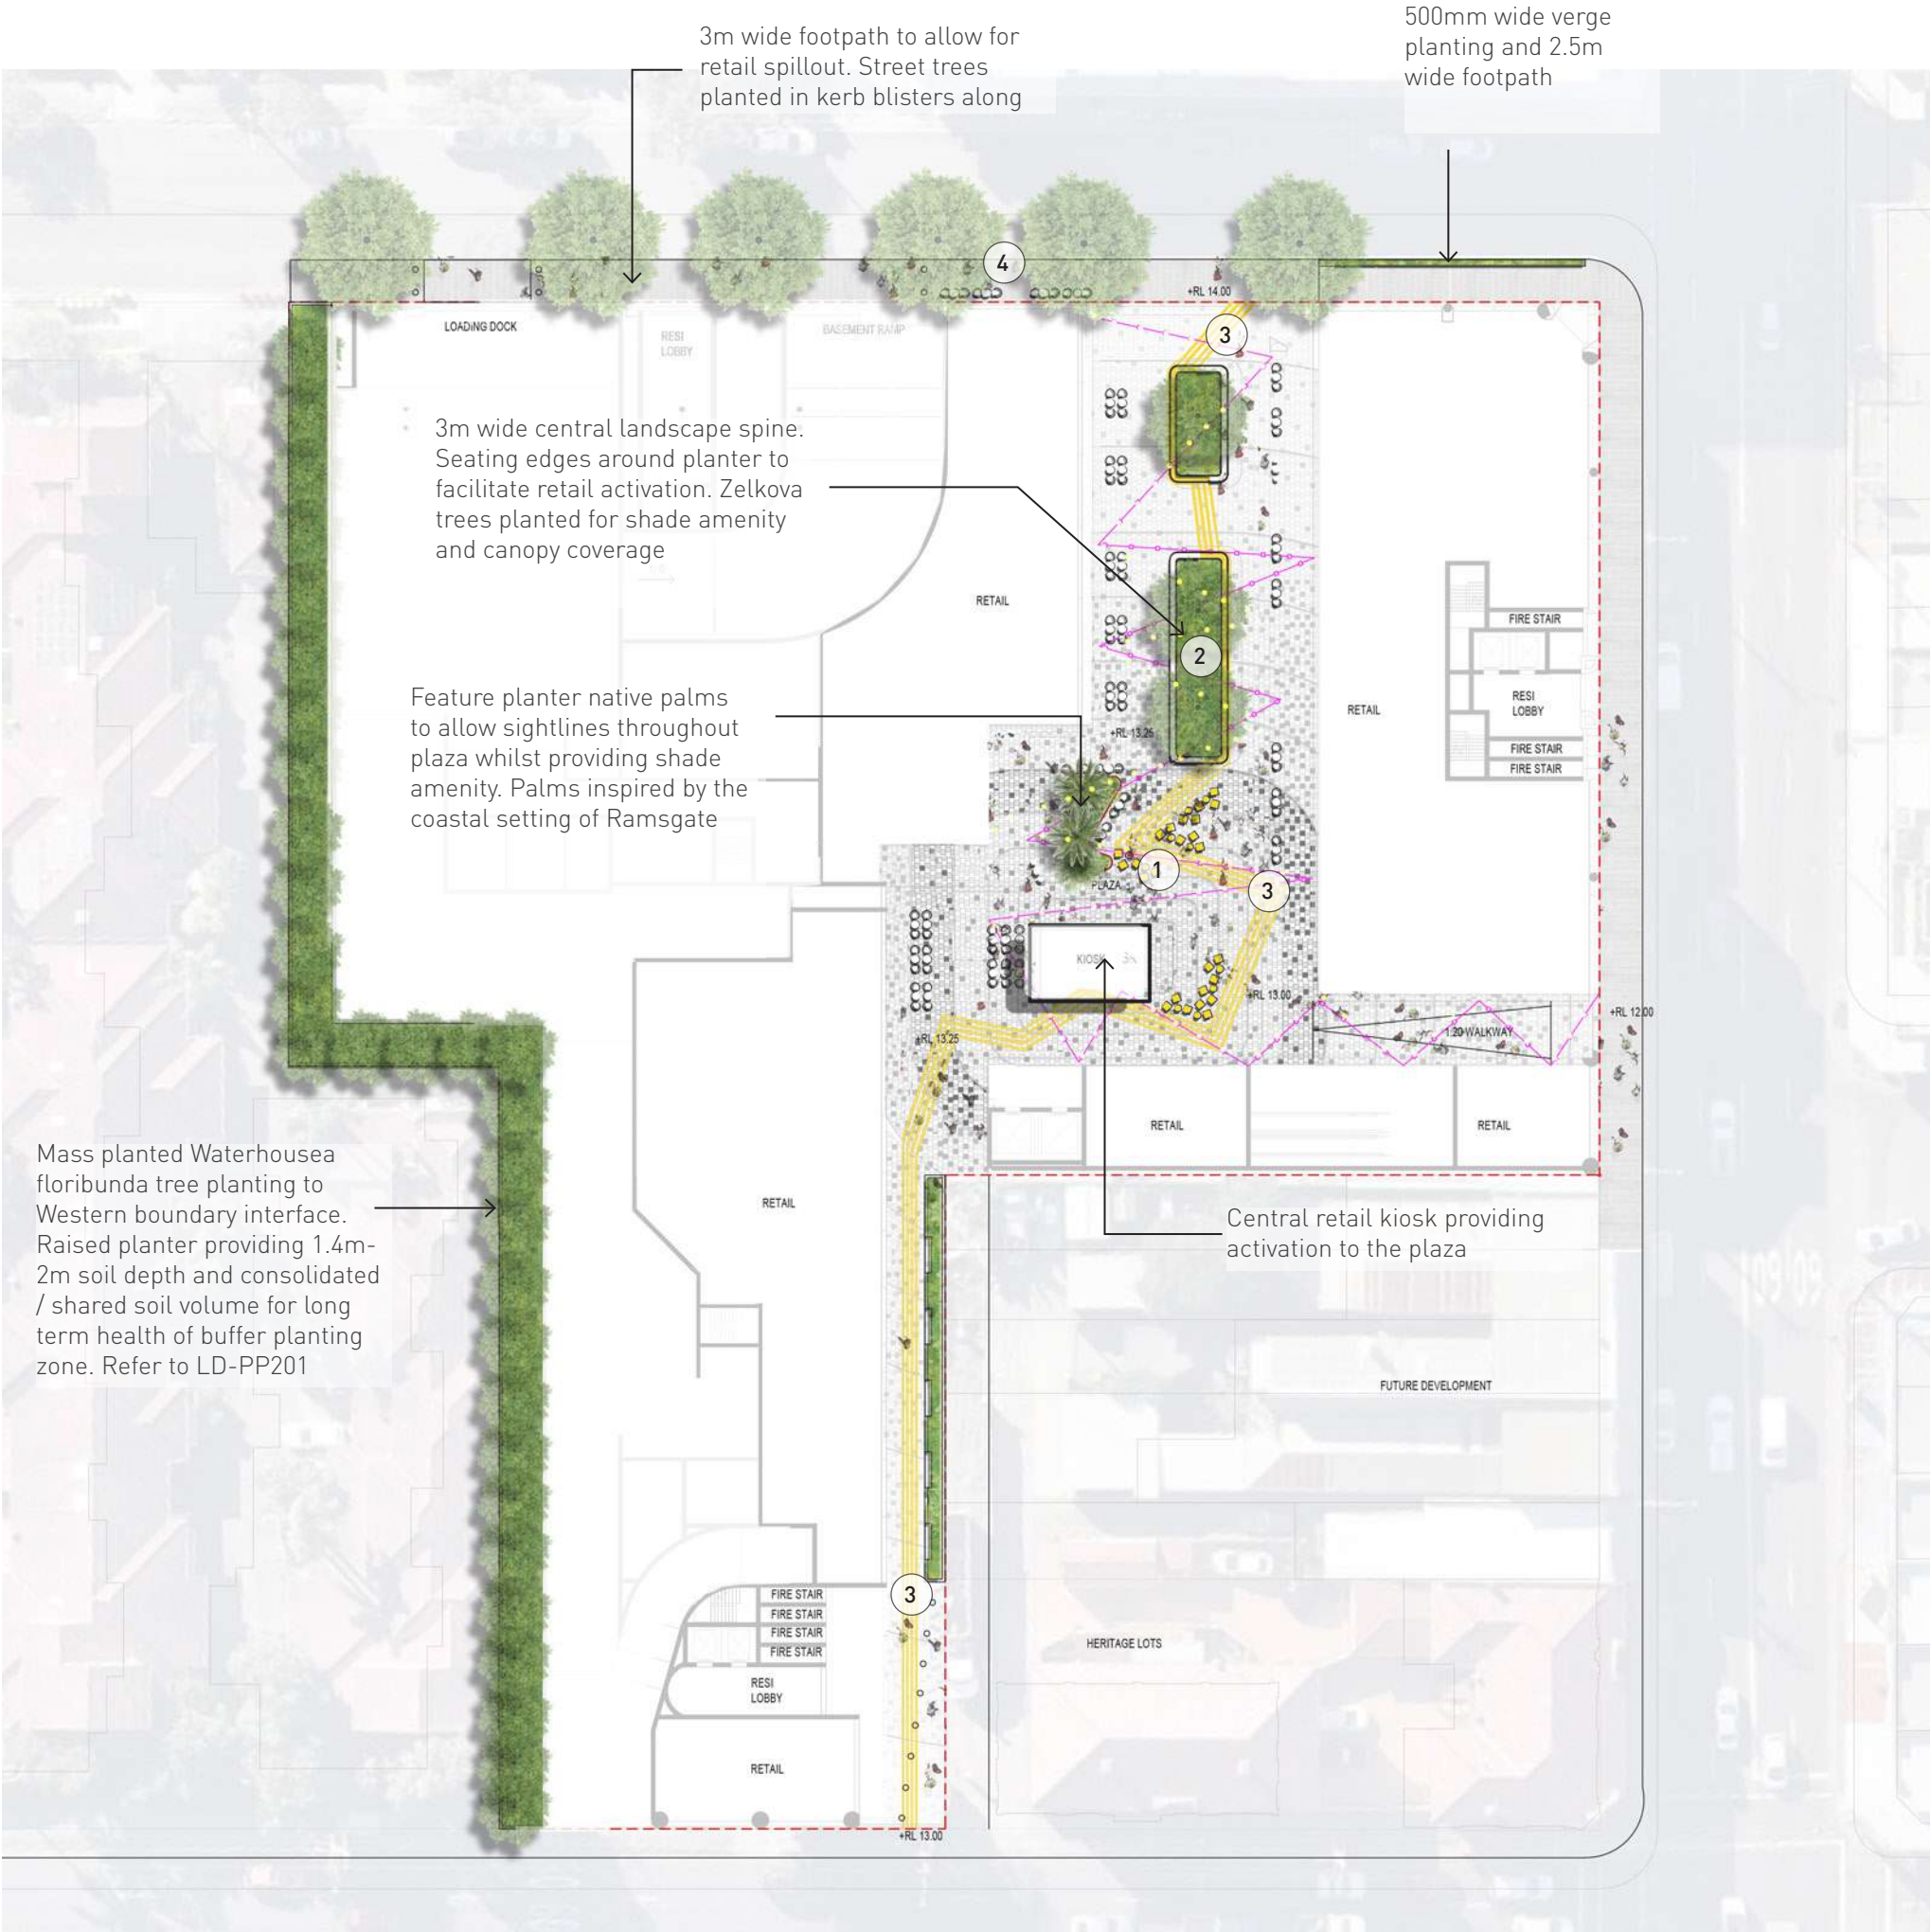 3m wide footpath to allow for
retail spillout. Street trees
planted in kerb blisters along
500mm wide verge
planting and 2.5m
wide footpath
4
+RL 14.00
3
LOADING DOCK
RESI
LOBBY
BASEMENT RAMP
3m wide central landscape spine.
Seating edges around planter to
facilitate retail activation. Zelkova
trees planted for shade amenity
and canopy coverage
RETAIL
2
FIRE STAIR
RESI
LOBBY
FIRE STAIR
FIRE STAIR
RETAIL
Feature planter native palms
to allow sightlines throughout
plaza whilst providing shade
amenity. Palms inspired by the
coastal setting of Ramsgate
+RL 13.25
1
PLAZA
3
KIOSK
+RL 13.00
+RL 13.25
1:20 WALKWAY
+RL 12.00
RETAIL
RETAIL
Mass planted Waterhousea
floribunda tree planting to
Western boundary interface.
Raised planter providing 1.4m-
2m soil depth and consolidated
/ shared soil volume for long
term health of buffer planting
zone. Refer to LD-PP201
RETAIL
Central retail kiosk providing
activation to the plaza
FUTURE DEVELOPMENT
3
FIRE STAIR
FIRE STAIR
FIRE STAIR
FIRE STAIR
RESI
LOBBY
HERITAGE LOTS
RETAIL
+RL 13.00